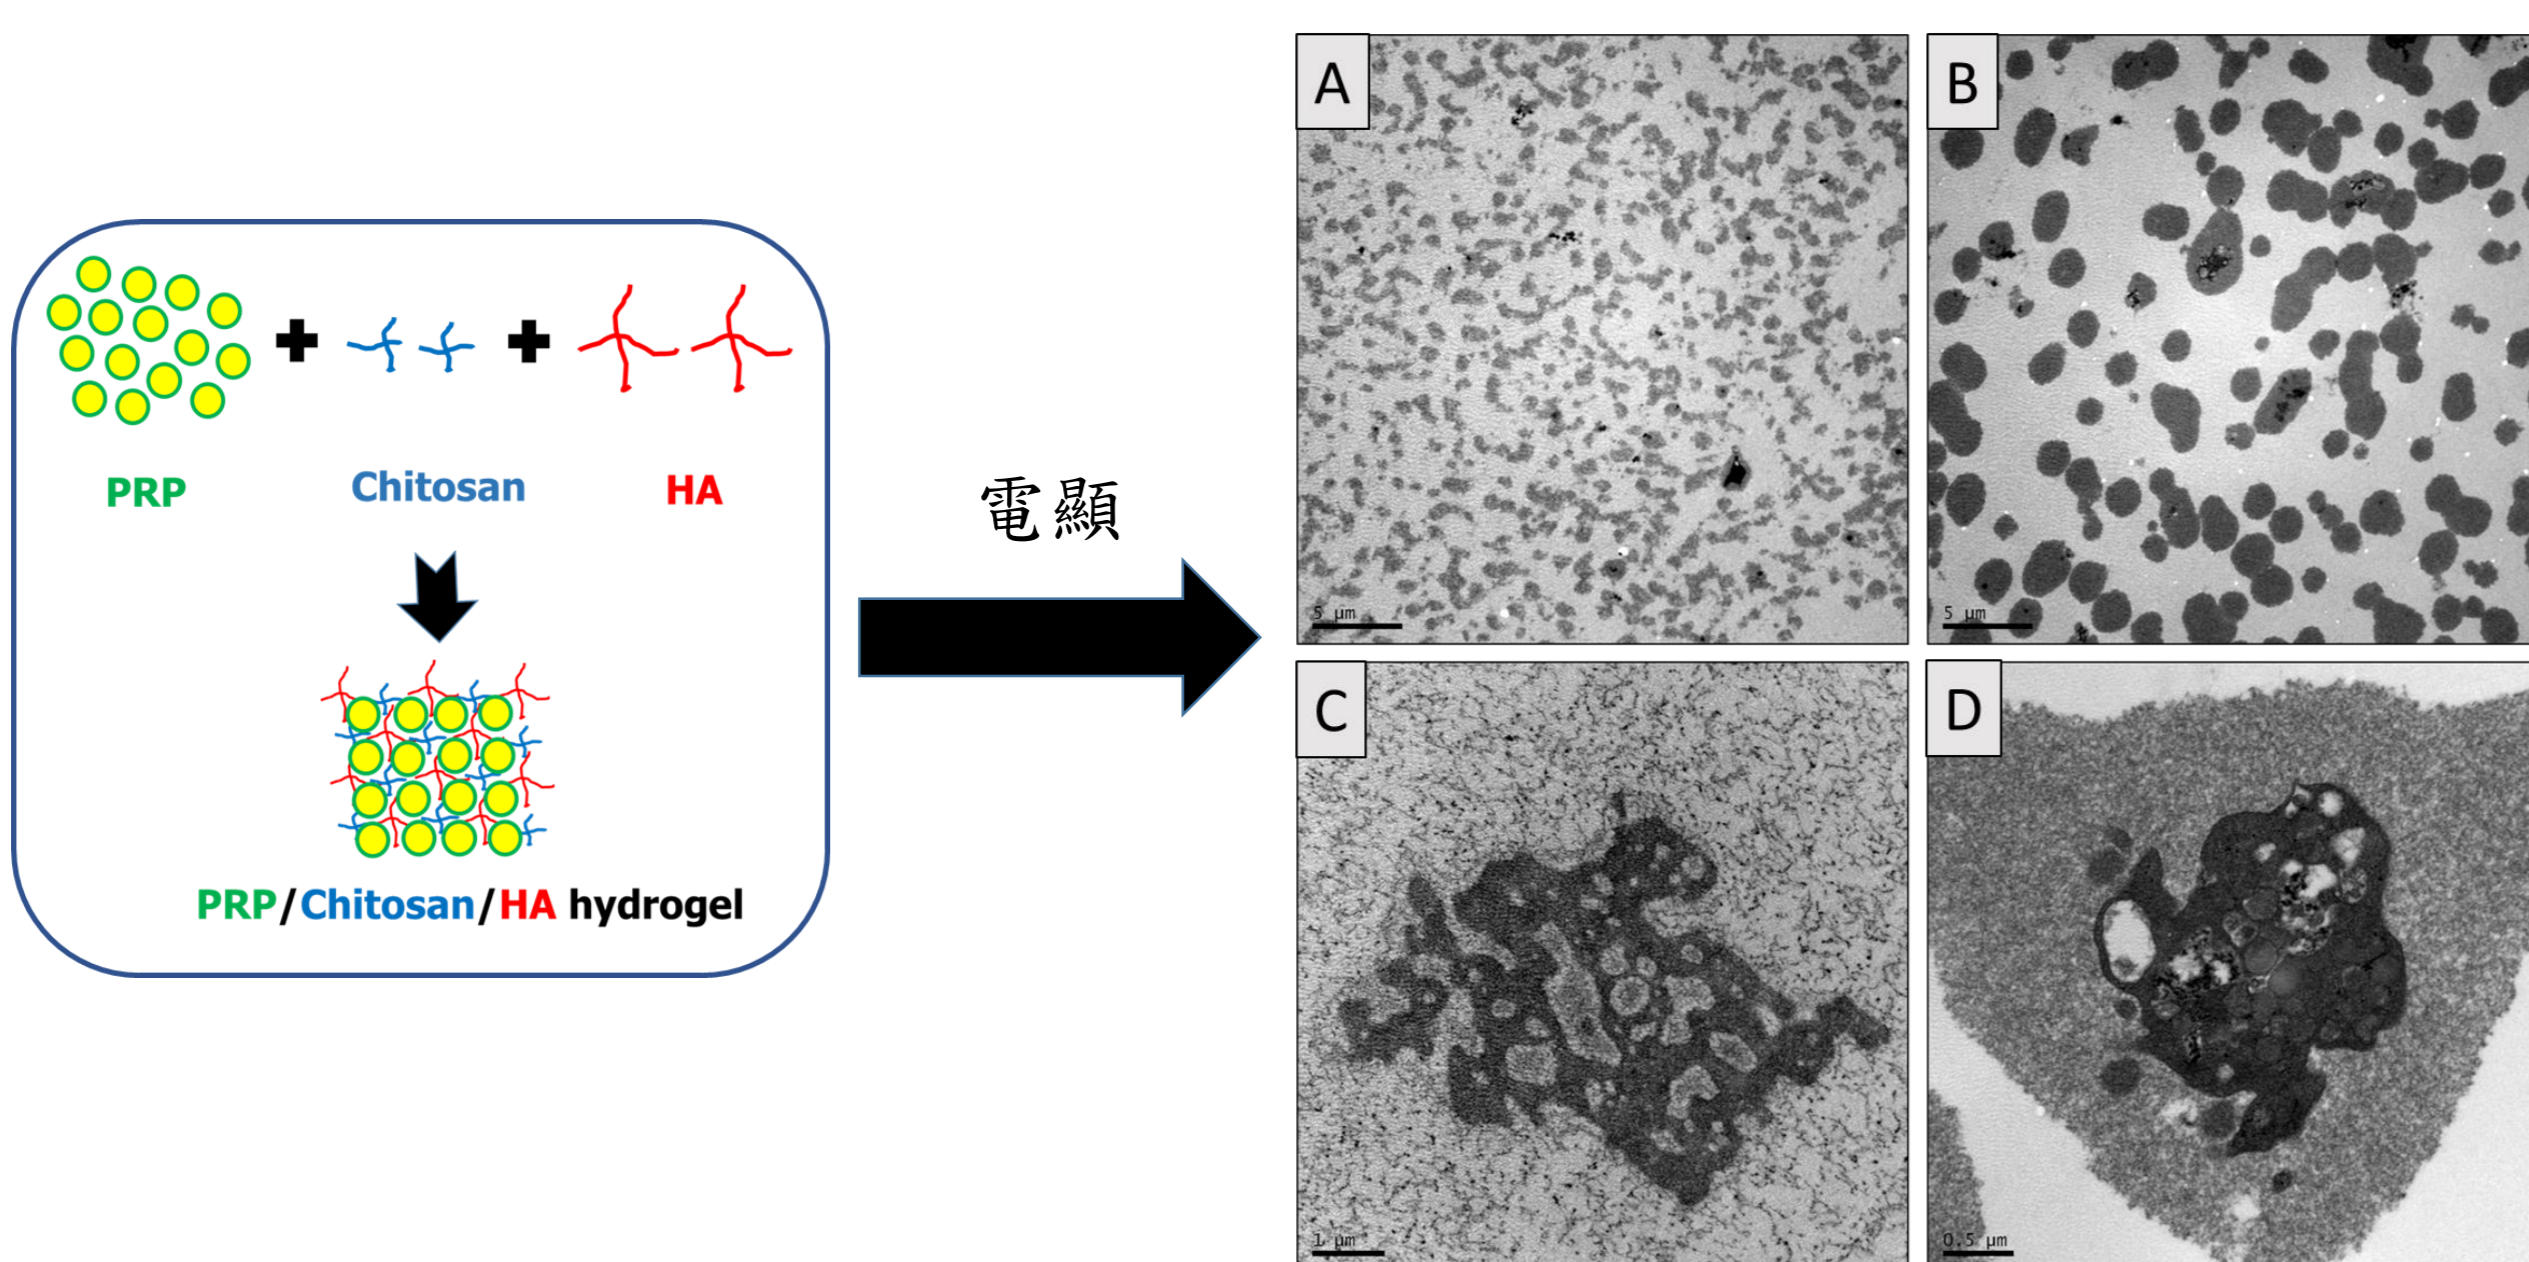 PRP
Chitosan
HA
PRP/Chitosan/HA hydrogel
電顯
A
5 μm
B
5 μm
C
1 μm
D
0.5 μm